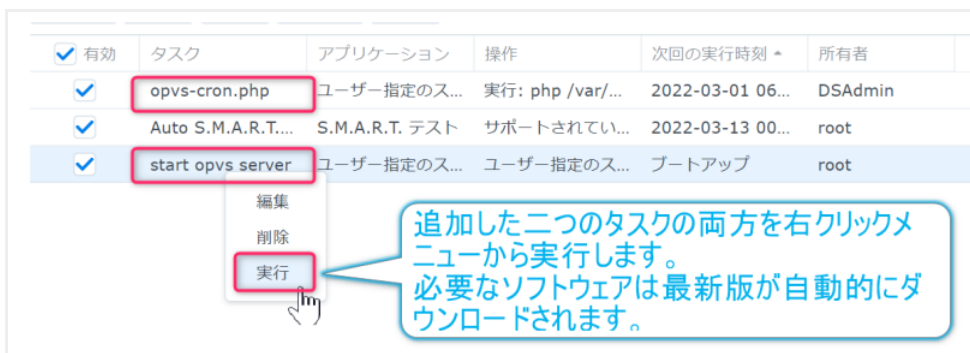 有効 タスク アプリケーション 操作 次回の実行時刻 所有者
opvs-cron.php ユーザー指定のス... 実行: php /var/... 2022-03-01 06... DSAdmin
Auto S.M.A.R.T.... S.M.A.R.T. テスト サポートされてい... 2022-03-13 00... root
start opvs server ユーザー指定のス... ユーザー指定のス... ブートアップ root
編集
削除
実行
追加した二つのタスクの両方を右クリックメ
ニューから実行します。
必要なソフトウェアは最新版が自動的にダ
ウンロードされます。